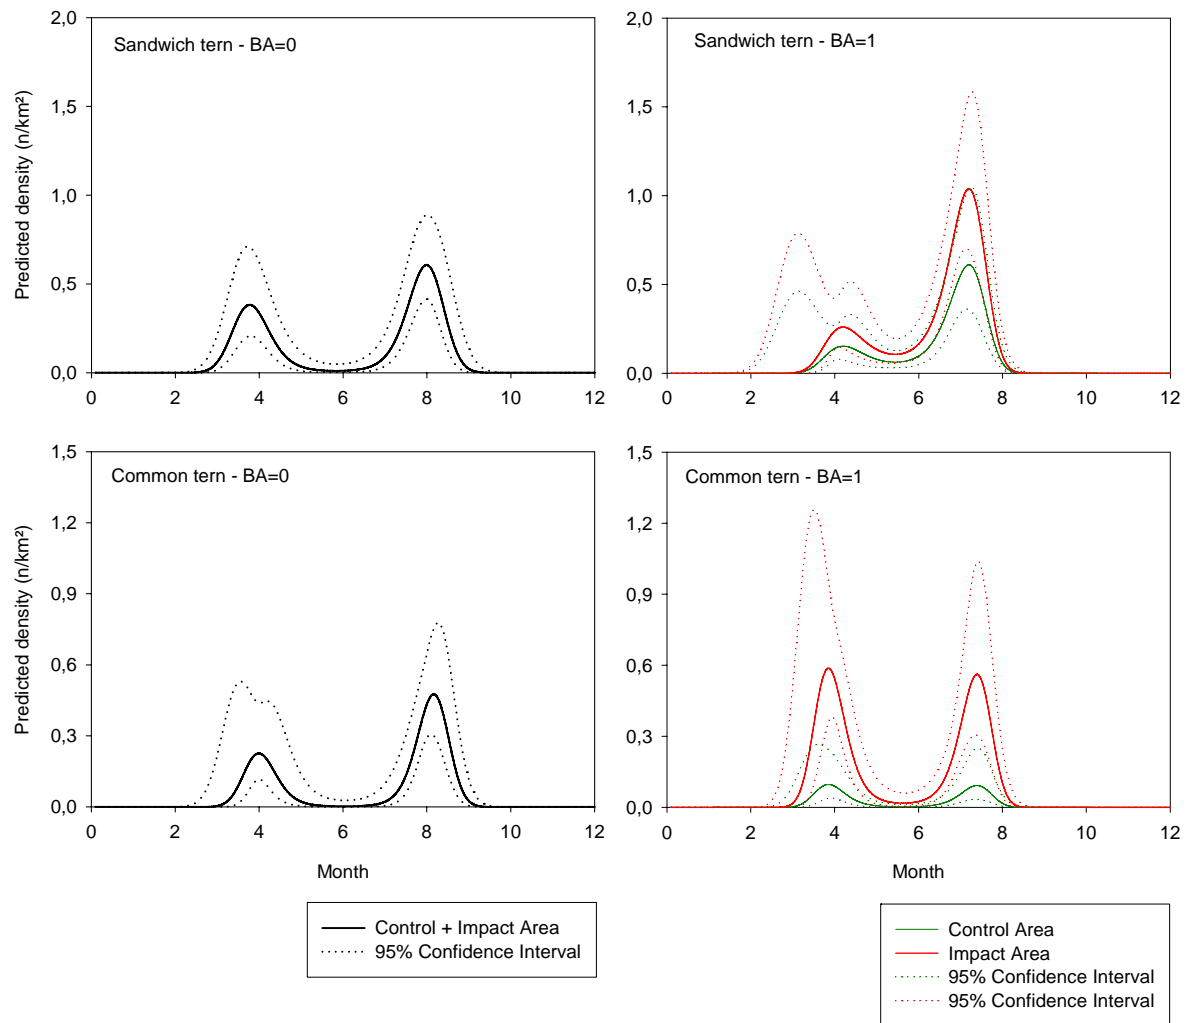 Sandwich tern - BA=0
Predicted density (n/km²)
2,0
1,5
1,0
0,5
0,0
0 2 4 6 8 10 12
Sandwich tern - BA=1
2,0
1,5
1,0
0,5
0,0
0 2 4 6 8 10 12
Common tern - BA=0
Predicted density (n/km²)
1,5
1,2
0,9
0,6
0,3
0,0
0 2 4 6 8 10 12
Month
Common tern - BA=1
1,5
1,2
0,9
0,6
0,3
0,0
0 2 4 6 8 10 12
Month
Control + Impact Area
95% Confidence Interval
Control Area
Impact Area
95% Confidence Interval
95% Confidence Interval